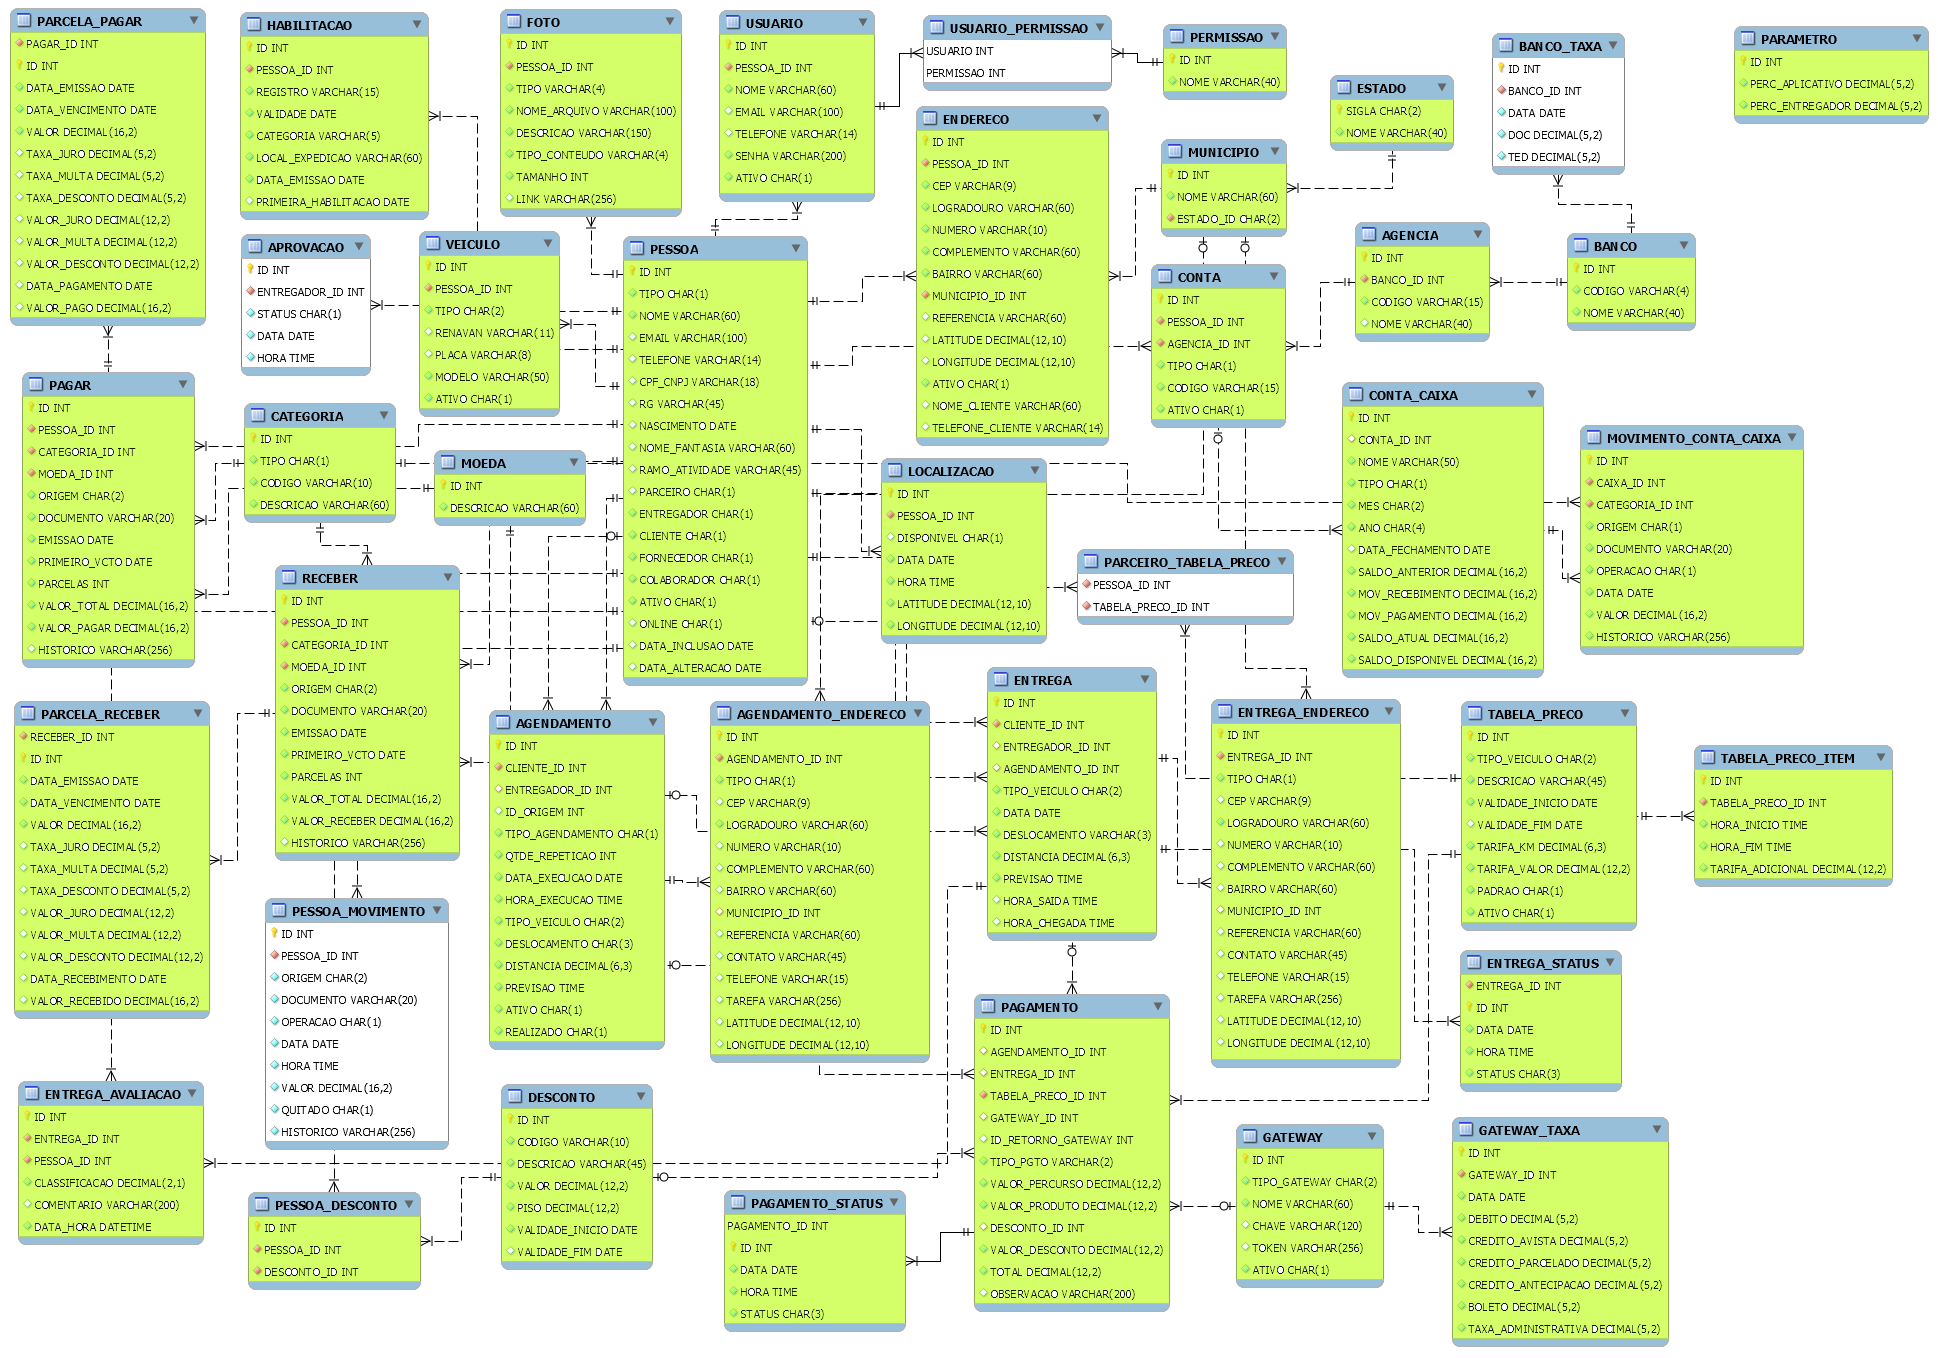 PARCELA_PAGAR
PAGAR_ID INT
ID INT
DATA_EMISSAO DATE
DATA_VENCIMENTO DATE
VALOR DECIMAL(16,2)
TAXA_JURO DECIMAL(5,2)
TAXA_MULTA DECIMAL(5,2)
TAXA_DESCONTO DECIMAL(5,2)
VALOR_JURO DECIMAL(12,2)
VALOR_MULTA DECIMAL(12,2)
VALOR_DESCONTO DECIMAL(12,2)
DATA_PAGAMENTO DATE
VALOR_PAGO DECIMAL(16,2)
HABILITACAO
ID INT
PESSOA_ID INT
REGISTRO VARCHAR(15)
VALIDADE DATE
CATEGORIA VARCHAR(5)
LOCAL_EXPEDICAO VARCHAR(60)
DATA_EMISSAO DATE
PRIMEIRA_HABILITACAO DATE
FOTO
ID INT
PESSOA_ID INT
TIPO VARCHAR(4)
NOME_ARQUIVO VARCHAR(100)
DESCRICAO VARCHAR(150)
TIPO_CONTEUDO VARCHAR(4)
TAMANHO INT
LINK VARCHAR(256)
USUARIO
ID INT
PESSOA_ID INT
NOME VARCHAR(60)
EMAIL VARCHAR(100)
TELEFONE VARCHAR(14)
SENHA VARCHAR(200)
ATIVO CHAR(1)
USUARIO_PERMISSAO
USUARIO INT
PERMISSAO INT
PERMISSAO
ID INT
NOME VARCHAR(40)
ESTADO
SIGLA CHAR(2)
NOME VARCHAR(40)
BANCO_TAXA
ID INT
BANCO_ID INT
DATA DATE
DOC DECIMAL(5,2)
TED DECIMAL(5,2)
PARAMETRO
ID INT
PERC_APLICATIVO DECIMAL(5,2)
PERC_ENTREGADOR DECIMAL(5,2)
APROVACAO
ID INT
ENTREGADOR_ID INT
STATUS CHAR(1)
DATA DATE
HORA TIME
VEICULO
ID INT
PESSOA_ID INT
TIPO CHAR(2)
RENAVAN VARCHAR(11)
PLACA VARCHAR(8)
MODELO VARCHAR(50)
ATIVO CHAR(1)
PESSOA
ID INT
TIPO CHAR(1)
NOME VARCHAR(60)
EMAIL VARCHAR(100)
TELEFONE VARCHAR(14)
CPF_CNPJ VARCHAR(18)
RG VARCHAR(45)
NASCIMENTO DATE
NOME_FANTASIA VARCHAR(60)
RAMO_ATIVIDADE VARCHAR(45)
PARCEIRO CHAR(1)
ENTREGADOR CHAR(1)
CLIENTE CHAR(1)
FORNECEDOR CHAR(1)
COLABORADOR CHAR(1)
ATIVO CHAR(1)
ONLINE CHAR(1)
DATA_INCLUSAO DATE
DATA_ALTERACAO DATE
ENDERECO
ID INT
PESSOA_ID INT
CEP VARCHAR(9)
LOGRADOURO VARCHAR(60)
NUMERO VARCHAR(10)
COMPLEMENTO VARCHAR(60)
BAIRRO VARCHAR(60)
MUNICIPIO_ID INT
REFERENCIA VARCHAR(60)
LATITUDE DECIMAL(12,10)
LONGITUDE DECIMAL(12,10)
ATIVO CHAR(1)
NOME_CLIENTE VARCHAR(60)
TELEFONE_CLIENTE VARCHAR(14)
MUNICIPIO
ID INT
NOME VARCHAR(60)
ESTADO_ID CHAR(2)
CONTA
ID INT
PESSOA_ID INT
AGENCIA_ID INT
TIPO CHAR(1)
CODIGO VARCHAR(15)
ATIVO CHAR(1)
AGENCIA
ID INT
BANCO_ID INT
CODIGO VARCHAR(15)
NOME VARCHAR(40)
BANCO
ID INT
CODIGO VARCHAR(4)
NOME VARCHAR(40)
PAGAR
ID INT
PESSOA_ID INT
CATEGORIA_ID INT
MOEDA_ID INT
ORIGEM CHAR(2)
DOCUMENTO VARCHAR(20)
EMISSAO DATE
PRIMEIRO_VCTO DATE
PARCELAS INT
VALOR_TOTAL DECIMAL(16,2)
VALOR_PAGAR DECIMAL(16,2)
HISTORICO VARCHAR(256)
CATEGORIA
ID INT
TIPO CHAR(1)
CODIGO VARCHAR(10)
DESCRICAO VARCHAR(60)
MOEDA
ID INT
DESCRICAO VARCHAR(60)
LOCALIZACAO
ID INT
PESSOA_ID INT
DISPONIVEL CHAR(1)
DATA DATE
HORA TIME
LATITUDE DECIMAL(12,10)
LONGITUDE DECIMAL(12,10)
CONTA_CAIXA
ID INT
CONTA_ID INT
NOME VARCHAR(50)
TIPO CHAR(1)
MES CHAR(2)
ANO CHAR(4)
DATA_FECHAMENTO DATE
SALDO_ANTERIOR DECIMAL(16,2)
MOV_RECEBIMENTO DECIMAL(16,2)
MOV_PAGAMENTO DECIMAL(16,2)
SALDO_ATUAL DECIMAL(16,2)
SALDO_DISPONIVEL DECIMAL(16,2)
MOVIMENTO_CONTA_CAIXA
ID INT
CAIXA_ID INT
CATEGORIA_ID INT
ORIGEM CHAR(1)
DOCUMENTO VARCHAR(20)
OPERACAO CHAR(1)
DATA DATE
VALOR DECIMAL(16,2)
HISTORICO VARCHAR(256)
PARCEIRO_TABELA_PRECO
PESSOA_ID INT
TABELA_PRECO_ID INT
RECEBER
ID INT
PESSOA_ID INT
CATEGORIA_ID INT
MOEDA_ID INT
ORIGEM CHAR(2)
DOCUMENTO VARCHAR(20)
EMISSAO DATE
PRIMEIRO_VCTO DATE
PARCELAS INT
VALOR_TOTAL DECIMAL(16,2)
VALOR_RECEBER DECIMAL(16,2)
HISTORICO VARCHAR(256)
PARCELA_RECEBER
RECEBER_ID INT
ID INT
DATA_EMISSAO DATE
DATA_VENCIMENTO DATE
VALOR DECIMAL(16,2)
TAXA_JURO DECIMAL(5,2)
TAXA_MULTA DECIMAL(5,2)
TAXA_DESCONTO DECIMAL(5,2)
VALOR_JURO DECIMAL(12,2)
VALOR_MULTA DECIMAL(12,2)
VALOR_DESCONTO DECIMAL(12,2)
DATA_RECEBIMENTO DATE
VALOR_RECEBIDO DECIMAL(16,2)
AGENDAMENTO
ID INT
CLIENTE_ID INT
ENTREGADOR_ID INT
ID_ORIGEM INT
TIPO_AGENDAMENTO CHAR(1)
QTDE_REPETICAO INT
DATA_EXECUCAO DATE
HORA_EXECUCAO TIME
TIPO_VEICULO CHAR(2)
DESLOCAMENTO CHAR(3)
DISTANCIA DECIMAL(6,3)
PREVISAO TIME
ATIVO CHAR(1)
REALIZADO CHAR(1)
AGENDAMENTO_ENDERECO
ID INT
AGENDAMENTO_ID INT
TIPO CHAR(1)
CEP VARCHAR(9)
LOGRADOURO VARCHAR(60)
NUMERO VARCHAR(10)
COMPLEMENTO VARCHAR(60)
BAIRRO VARCHAR(60)
MUNICIPIO_ID INT
REFERENCIA VARCHAR(60)
CONTATO VARCHAR(45)
TELEFONE VARCHAR(15)
TAREFA VARCHAR(256)
LATITUDE DECIMAL(12,10)
LONGITUDE DECIMAL(12,10)
ENTREGA
ID INT
CLIENTE_ID INT
ENTREGADOR_ID INT
AGENDAMENTO_ID INT
TIPO_VEICULO CHAR(2)
DATA DATE
DESLOCAMENTO VARCHAR(3)
DISTANCIA DECIMAL(6,3)
PREVISAO TIME
HORA_SAIDA TIME
HORA_CHEGADA TIME
ENTREGA_ENDERECO
ID INT
ENTREGA_ID INT
TIPO CHAR(1)
CEP VARCHAR(9)
LOGRADOURO VARCHAR(60)
NUMERO VARCHAR(10)
COMPLEMENTO VARCHAR(60)
BAIRRO VARCHAR(60)
MUNICIPIO_ID INT
REFERENCIA VARCHAR(60)
CONTATO VARCHAR(45)
TELEFONE VARCHAR(15)
TAREFA VARCHAR(256)
LATITUDE DECIMAL(12,10)
LONGITUDE DECIMAL(12,10)
TABELA_PRECO
ID INT
TIPO_VEICULO CHAR(2)
DESCRICAO VARCHAR(45)
VALIDADE_INICIO DATE
VALIDADE_FIM DATE
TARIFA_KM DECIMAL(6,3)
TARIFA_VALOR DECIMAL(12,2)
PADRAO CHAR(1)
ATIVO CHAR(1)
TABELA_PRECO_ITEM
ID INT
TABELA_PRECO_ID INT
HORA_INICIO TIME
HORA_FIM TIME
TARIFA_ADICIONAL DECIMAL(12,2)
PESSOA_MOVIMENTO
ID INT
PESSOA_ID INT
ORIGEM CHAR(2)
DOCUMENTO VARCHAR(20)
OPERACAO CHAR(1)
DATA DATE
HORA TIME
VALOR DECIMAL(16,2)
QUITADO CHAR(1)
HISTORICO VARCHAR(256)
ENTREGA_STATUS
ENTREGA_ID INT
ID INT
DATA DATE
HORA TIME
STATUS CHAR(3)
PAGAMENTO
ID INT
AGENDAMENTO_ID INT
ENTREGA_ID INT
TABELA_PRECO_ID INT
GATEWAY_ID INT
ID_RETORNO_GATEWAY INT
TIPO_PGTO VARCHAR(2)
VALOR_PERCURSO DECIMAL(12,2)
VALOR_PRODUTO DECIMAL(12,2)
DESCONTO_ID INT
VALOR_DESCONTO DECIMAL(12,2)
TOTAL DECIMAL(12,2)
OBSERVACAO VARCHAR(200)
ENTREGA_AVALIACAO
ID INT
ENTREGA_ID INT
PESSOA_ID INT
CLASSIFICACAO DECIMAL(2,1)
COMENTARIO VARCHAR(200)
DATA_HORA DATETIME
PESSOA_DESCONTO
ID INT
PESSOA_ID INT
DESCONTO_ID INT
DESCONTO
ID INT
CODIGO VARCHAR(10)
DESCRICAO VARCHAR(45)
VALOR DECIMAL(12,2)
PISO DECIMAL(12,2)
VALIDADE_INICIO DATE
VALIDADE_FIM DATE
PAGAMENTO_STATUS
PAGAMENTO_ID INT
ID INT
DATA DATE
HORA TIME
STATUS CHAR(3)
GATEWAY
ID INT
TIPO_GATEWAY CHAR(2)
NOME VARCHAR(60)
CHAVE VARCHAR(120)
TOKEN VARCHAR(256)
ATIVO CHAR(1)
GATEWAY_TAXA
ID INT
GATEWAY_ID INT
DATA DATE
DEBITO DECIMAL(5,2)
CREDITO_AVISTA DECIMAL(5,2)
CREDITO_PARCELADO DECIMAL(5,2)
CREDITO_ANTECIPACAO DECIMAL(5,2)
BOLETO DECIMAL(5,2)
TAXA_ADMINISTRATIVA DECIMAL(5,2)